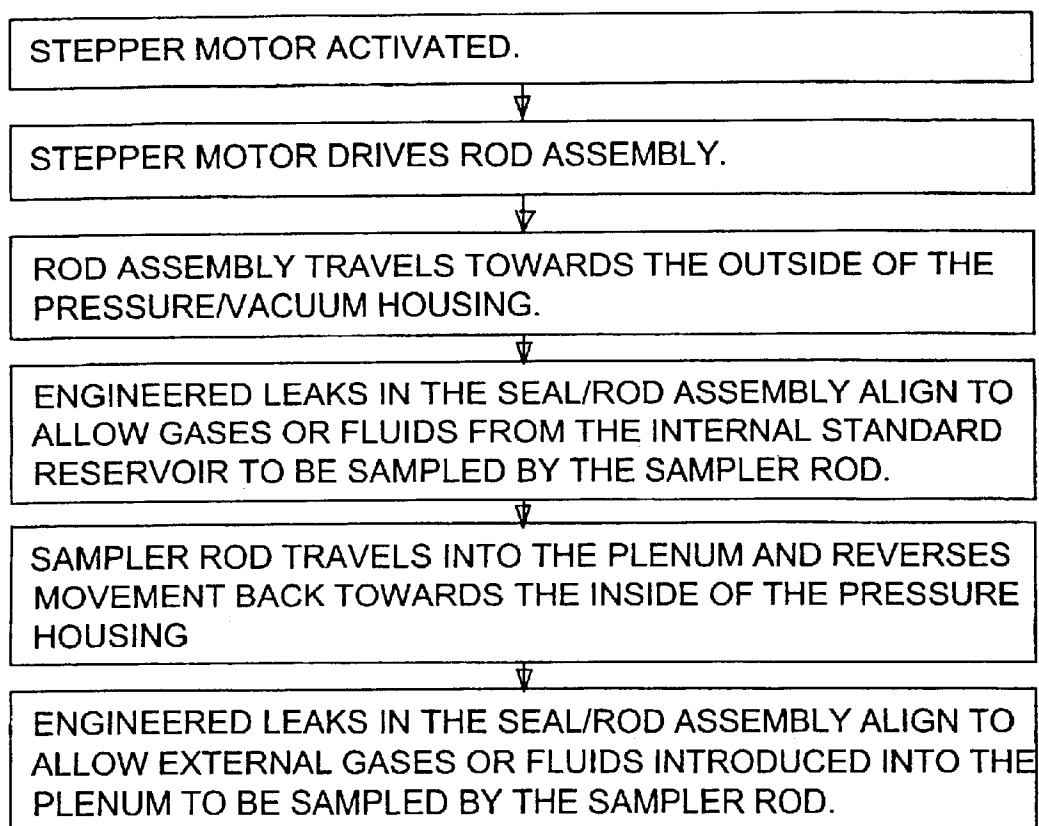 STEPPER MOTOR ACTIVATED.
STEPPER MOTOR DRIVES ROD ASSEMBLY.
ROD ASSEMBLY TRAVELS TOWARDS THE OUTSIDE OF THE
PRESSURE/VACUUM HOUSING.
ENGINEERED LEAKS IN THE SEAL/ROD ASSEMBLY ALIGN TO
ALLOW GASES OR FLUIDS FROM THE INTERNAL STANDARD
RESERVOIR TO BE SAMPLED BY THE SAMPLER ROD.
SAMPLER ROD TRAVELS INTO THE PLENUM AND REVERSES
MOVEMENT BACK TOWARDS THE INSIDE OF THE PRESSURE
HOUSING
ENGINEERED LEAKS IN THE SEAL/ROD ASSEMBLY ALIGN TO
ALLOW EXTERNAL GASES OR FLUIDS INTRODUCED INTO THE
PLENUM TO BE SAMPLED BY THE SAMPLER ROD.